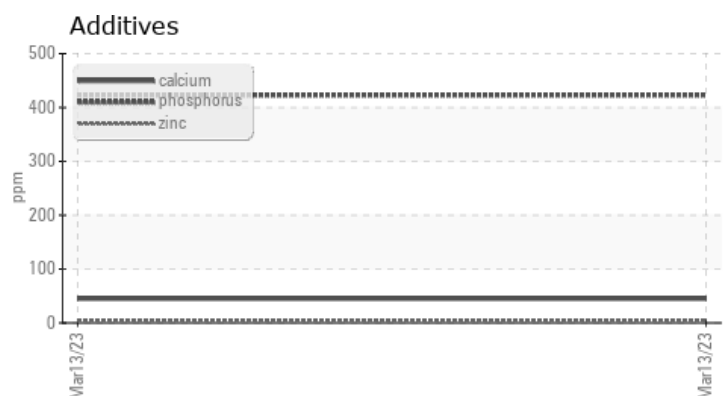 Additives
500
400
300
200
100
0
ppm
calcium
phosphorus
zinc
Mar13/23
Mar13/23